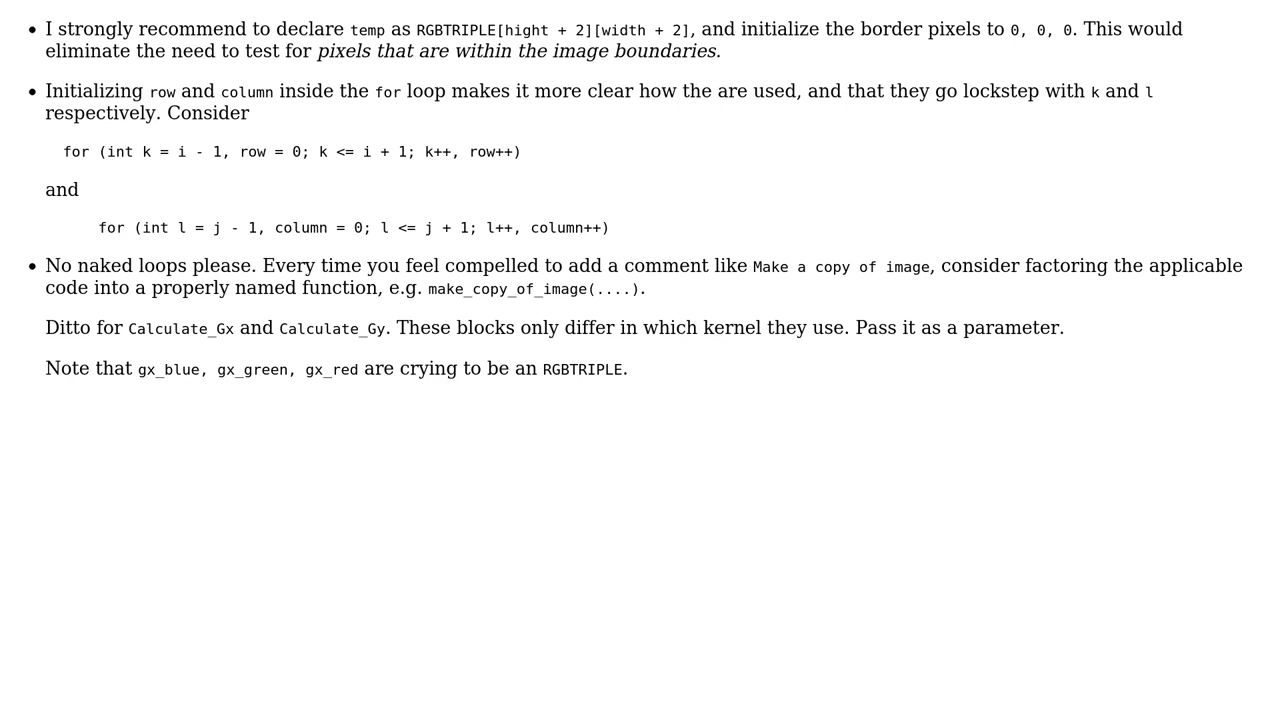 • I strongly recommend to declare temp as RGBTRIPLE[hight + 2][width + 2], and initialize the border pixels to 0, 0, 0. This would
eliminate the need to test for pixels that are within the image boundaries.
• Initializing row and column inside the for loop makes it more clear how the are used, and that they go lockstep with k and l
respectively. Consider
for (int k = i - 1, row = 0; k <= i + 1; k++, row++)
and
for (int l = j - 1, column = 0; l <= j + 1; l++, column++)
• No naked loops please. Every time you feel compelled to add a comment like Make a copy of image, consider factoring the applicable
code into a properly named function, e.g. make_copy_of_image(....).
Ditto for Calculate_Gx and Calculate_Gy. These blocks only differ in which kernel they use. Pass it as a parameter.
Note that gx_blue, gx_green, gx_red are crying to be an RGBTRIPLE.